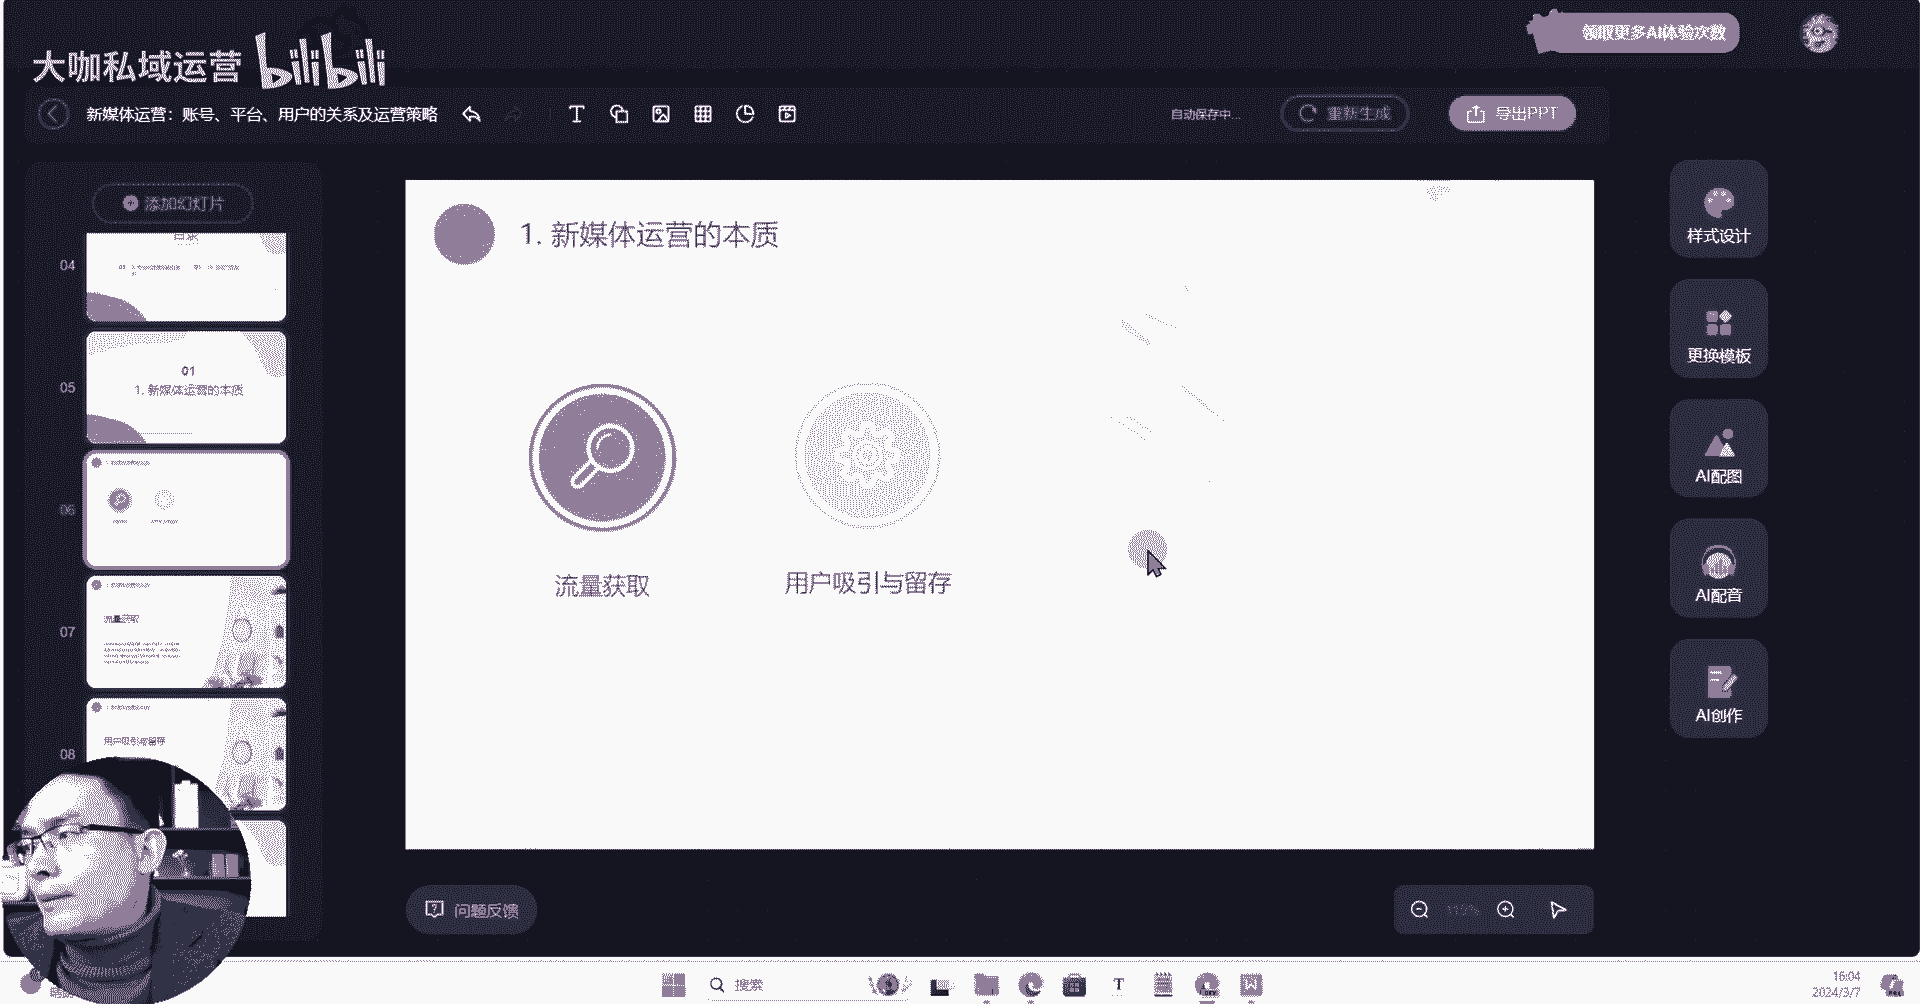 领取更多AI体验次数
大咖私域运营 bilibili
新媒体运营：账号、平台、用户的关系及运营策略
自动保存中...
重新生成
导出PPT
添加幻灯片
目录
04
01
1. 新媒体运营的本质
05
06
流量获取
07
用户吸引与留存
08
1. 新媒体运营的本质
流量获取
用户吸引与留存
样式设计
更换模板
AI配图
AI配音
AI创作
问题反馈
搜索
16:04
2024/3/7